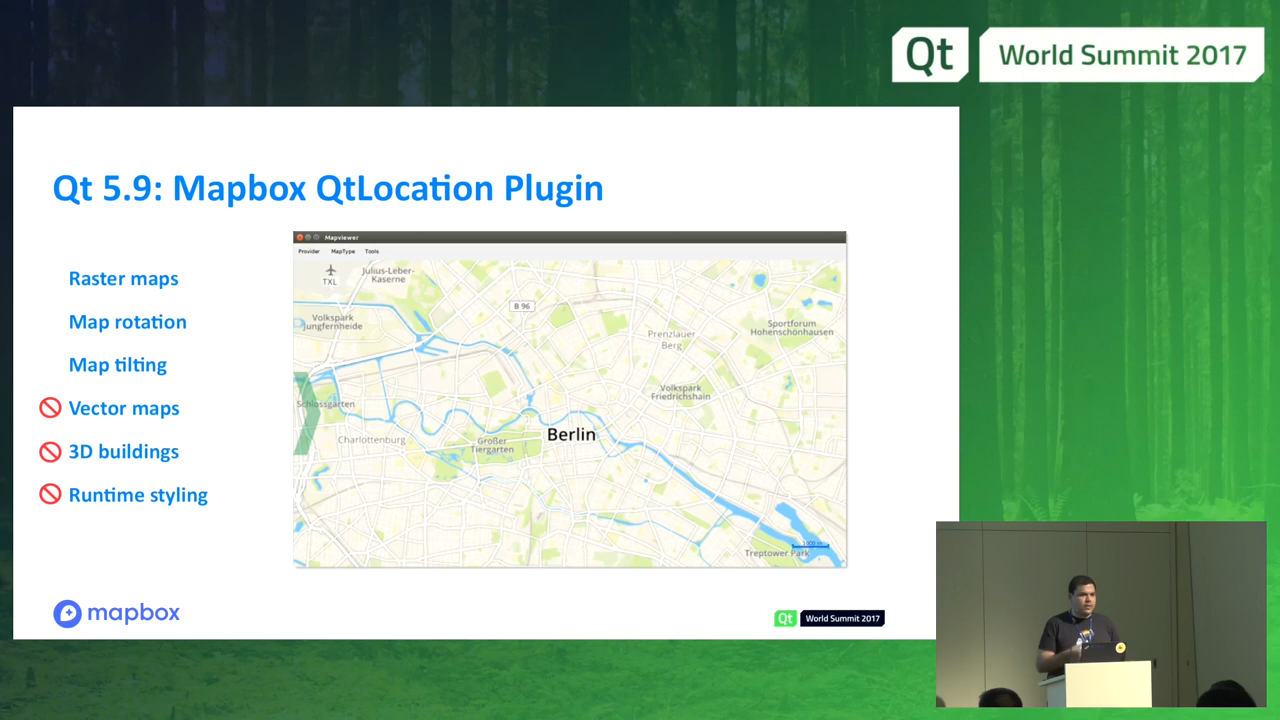 Qt World Summit 2017
Qt 5.9: Mapbox QtLocation Plugin
Raster maps
Map rotation
Map tilting
Vector maps
3D buildings
Runtime styling
Mapviewer
Provider MapType Tools
TXL
Julius-Leber-
Kaserne
B 96
Volkspark
Jungfernheide
Prenzlauer
Berg
Sportforum
Hohenschönhausen
Schlossgarten
Volkspark
Friedrichshain
Charlottenburg
Großer
Tiergarten
Berlin
Treptower Park
mapbox
Qt World Summit 2017